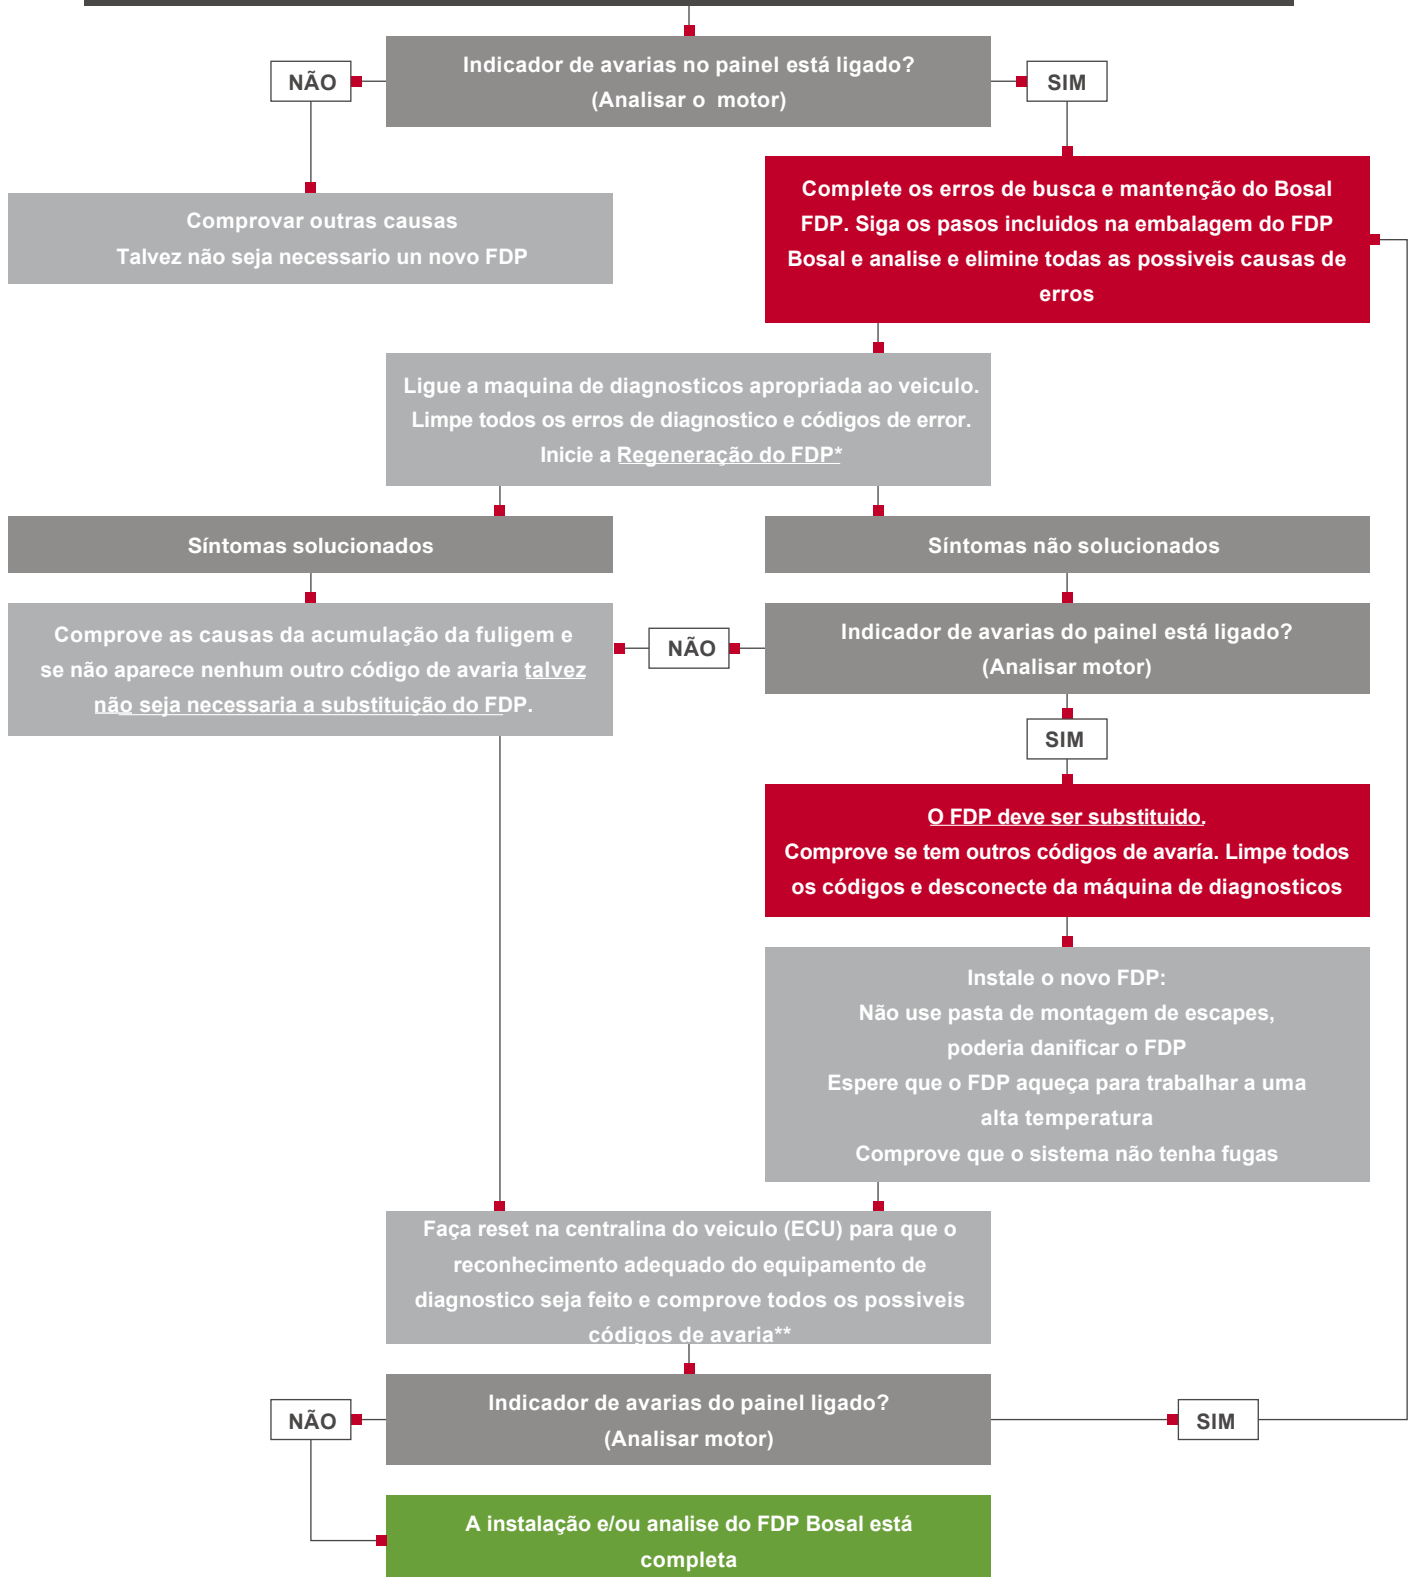 Indicador de avarias no painel está ligado?
(Analisar o motor)
NÃO
SIM
Comprovar outras causas
Talvez não seja necessario un novo FDP
Complete os erros de busca e mantenção do Bosal
FDP. Siga os pasos incluidos na embalagem do FDP
Bosal e analise e elimine todas as possiveis causas de
erros
Ligue a maquina de diagnosticos apropriada ao veiculo.
Limpe todos os erros de diagnostico e códigos de error.
Inicie a Regeneração do FDP*
Síntomas solucionados
Síntomas não solucionados
Comprove as causas da acumulação da fuligem e
se não aparece nenhum outro código de avaria talvez
não seja necessaria a substituição do FDP.
NÃO
Indicador de avarias do painel está ligado?
(Analisar motor)
SIM
O FDP deve ser substituido.
Comprove se tem outros códigos de avaría. Limpe todos
os códigos e desconecte da máquina de diagnosticos
Instale o novo FDP:
Não use pasta de montagem de escapes,
poderia danificar o FDP
Espere que o FDP aqueça para trabalhar a uma
alta temperatura
Comprove que o sistema não tenha fugas
Faça reset na centralina do veiculo (ECU) para que o
reconhecimento adequado do equipamento de
diagnostico seja feito e comprove todos os possiveis
códigos de avaria**
Indicador de avarias do painel ligado?
(Analisar motor)
NÃO
SIM
A instalação e/ou analise do FDP Bosal está
completa